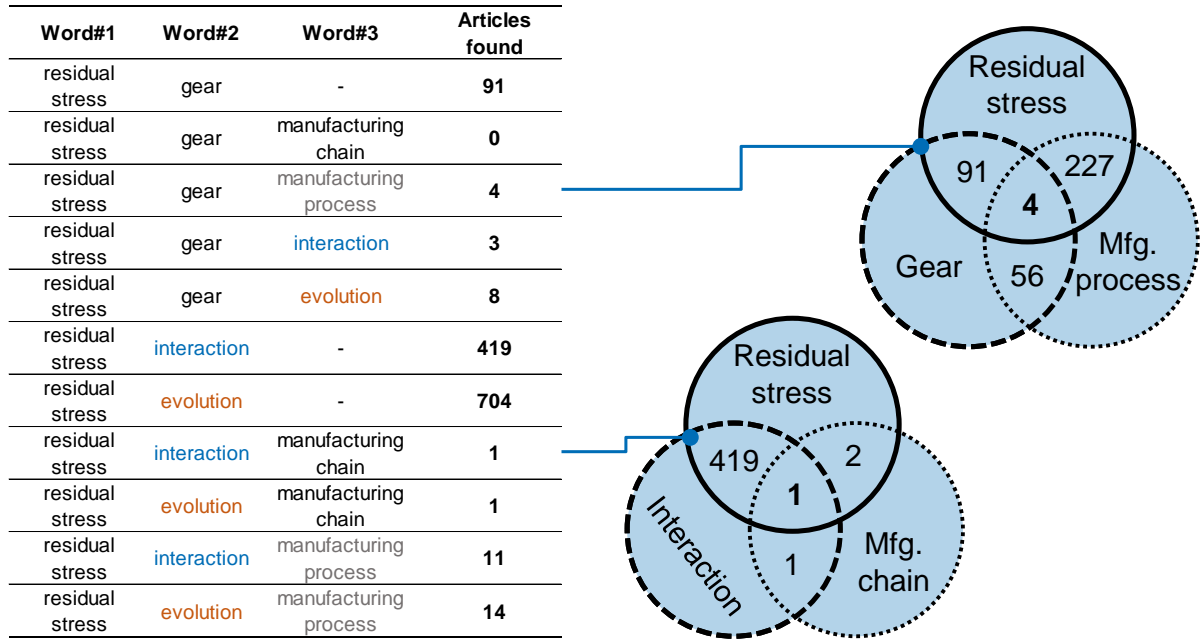 Word#1 Word#2 Word#3 Articles found
residual stress gear - 91
residual stress gear manufacturing chain 0
residual stress gear manufacturing process 4
residual stress gear interaction 3
residual stress gear evolution 8
residual stress interaction - 419
residual stress evolution - 704
residual stress interaction manufacturing chain 1
residual stress evolution manufacturing chain 1
residual stress interaction manufacturing process 11
residual stress evolution manufacturing process 14
Residual
stress
91
227
4
Gear
Mfg.
process
56
Residual
stress
419
2
1
Interaction
Mfg.
chain
1